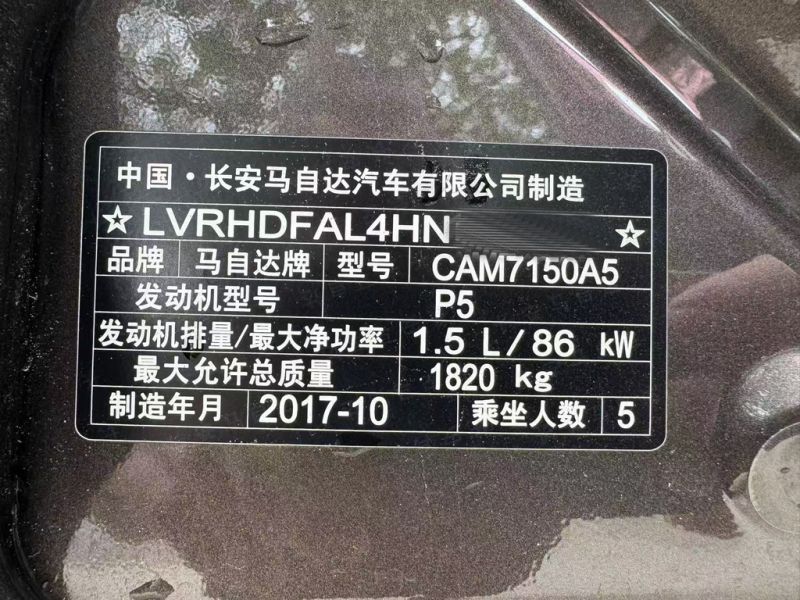 中国·长安马自达汽车有限公司制造
☆LVRHDFAL4HN ☆
品牌 马自达牌 型号 CAM7150A5
发动机型号 P5
发动机排量/最大净功率 1.5 L/86 kW
最大允许总质量 1820 kg
制造年月 2017-10 乘坐人数 5